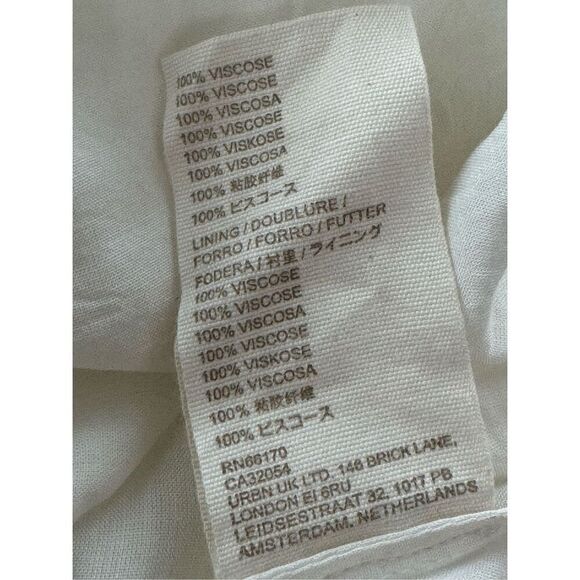 100% VISCOSE
100% VISCOSE
100% VISCOSA
100% VISCOSE
100% VISKOSE
100% VISCOSA
100% 粘胶纤维
100% ビスコース
LINING / DOUBLURE /
FORRO / FORRO / FUTTER
FODERA / 衬里 / ライニング
100% VISCOSE
100% VISCOSE
100% VISCOSA
100% VISCOSE
100% VISKOSE
100% VISCOSA
100% 粘胶纤维
100% ビスコース
RN66170
CA32054
URBN UK LTD. 146 BRICK LANE,
LONDON EI 6RU
LEIDSESTRAAT 32, 1017 PB
AMSTERDAM, NETHERLANDS